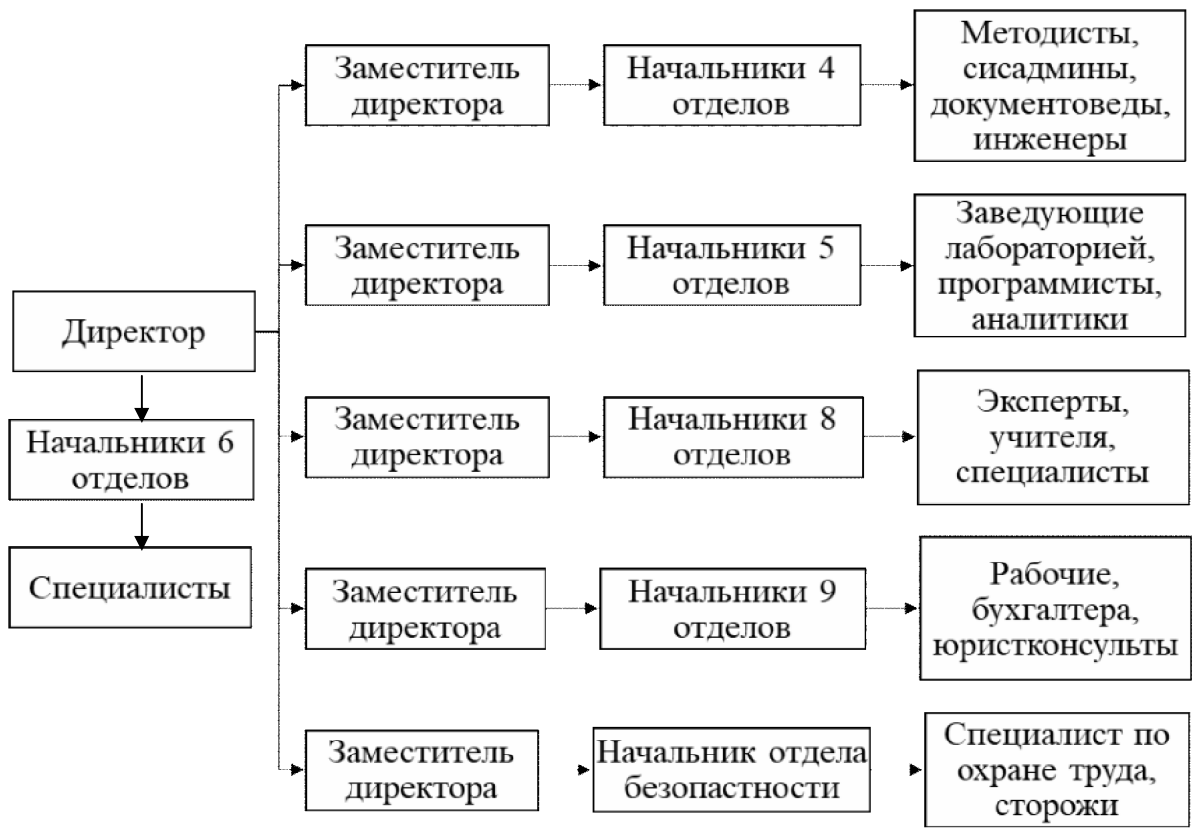 Заместитель
директора
Начальники 4
отделов
Методисты,
сисадмины,
документоведы,
инженеры
Заместитель
директора
Начальники 5
отделов
Заведующие
лабораторией,
программисты,
аналитики
Директор
Начальники 6
отделов
Специалисты
Заместитель
директора
Начальники 8
отделов
Эксперты,
учителя,
специалисты
Заместитель
директора
Начальники 9
отделов
Рабочие,
бухгалтера,
юристконсульты
Заместитель
директора
Начальник отдела
безопастности
Специалист по
охране труда,
сторожи